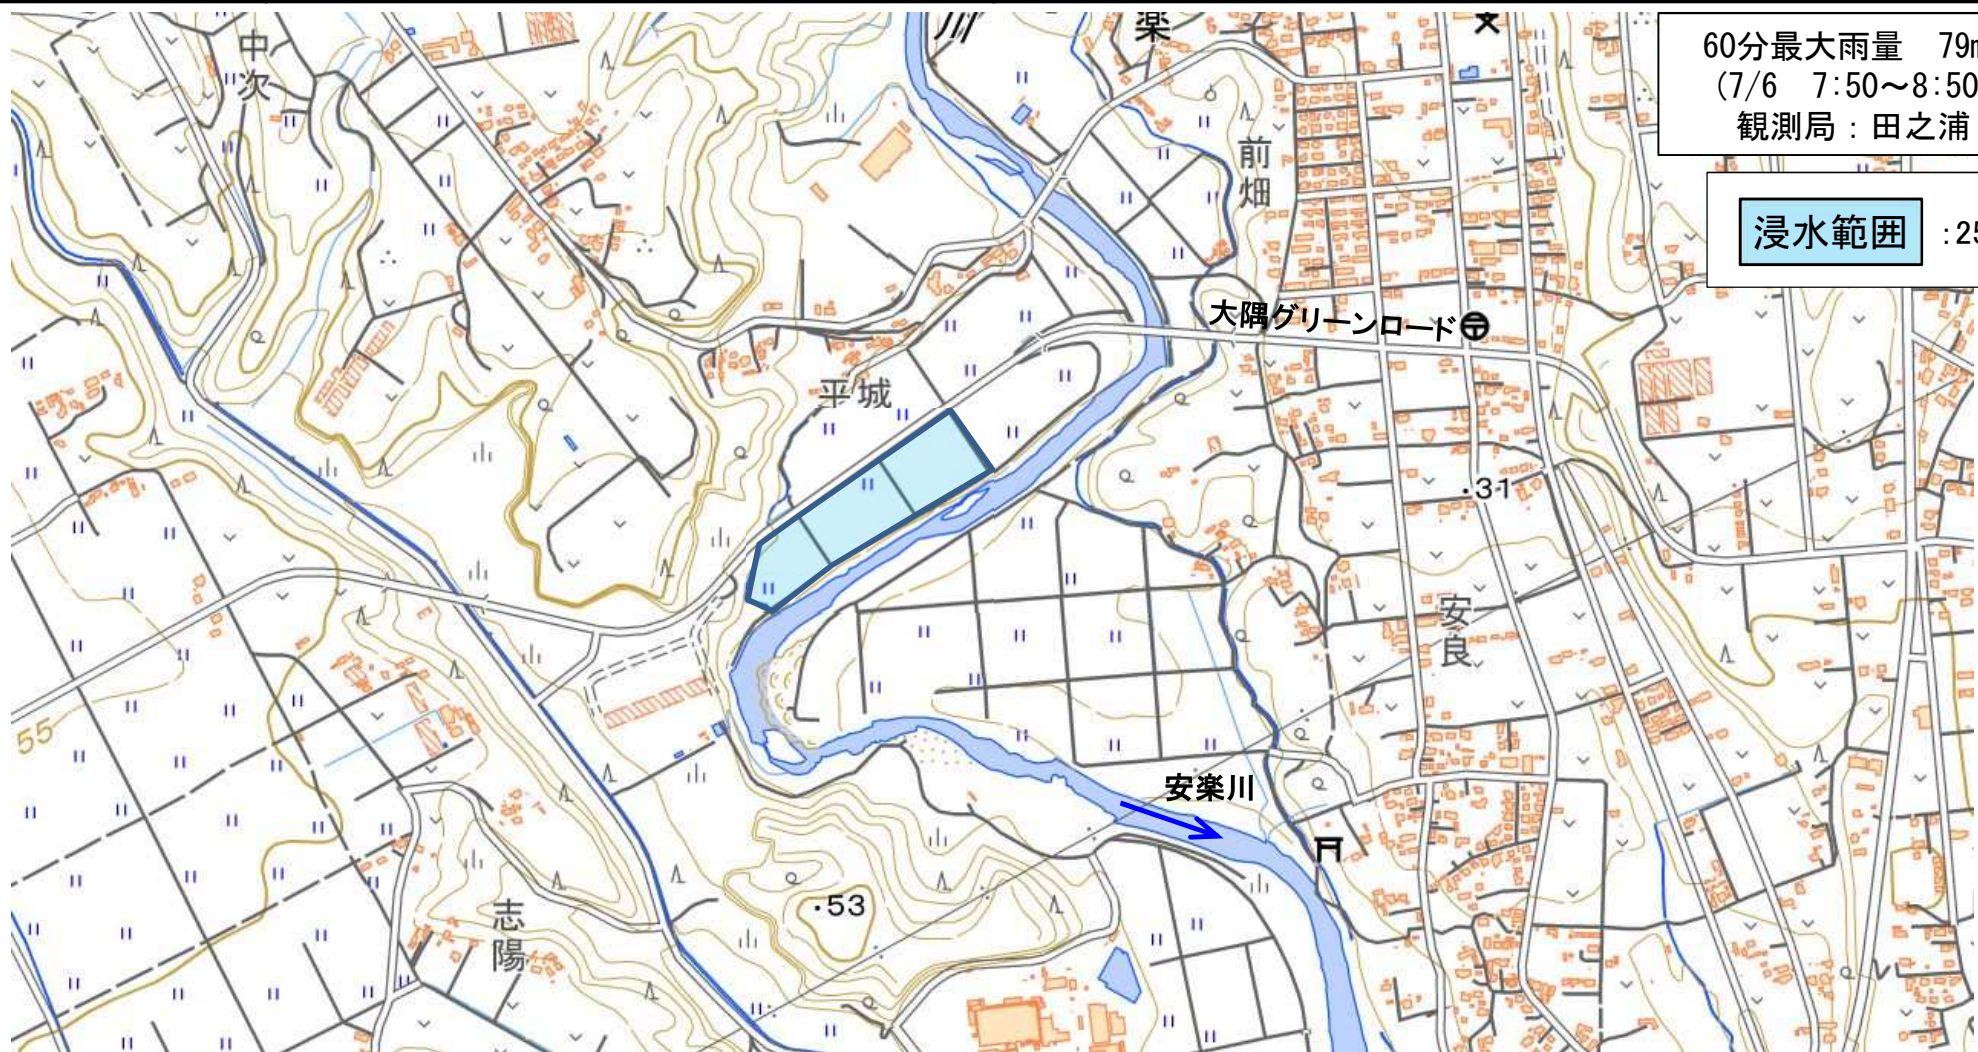 楽
中次
60分最大雨量　79m
(7/6　7:50～8:50
観測局：田之浦
前畑
浸水範囲
:25
大隅グリーンロード
平城
・31
安良
55
安楽川
・53
志陽